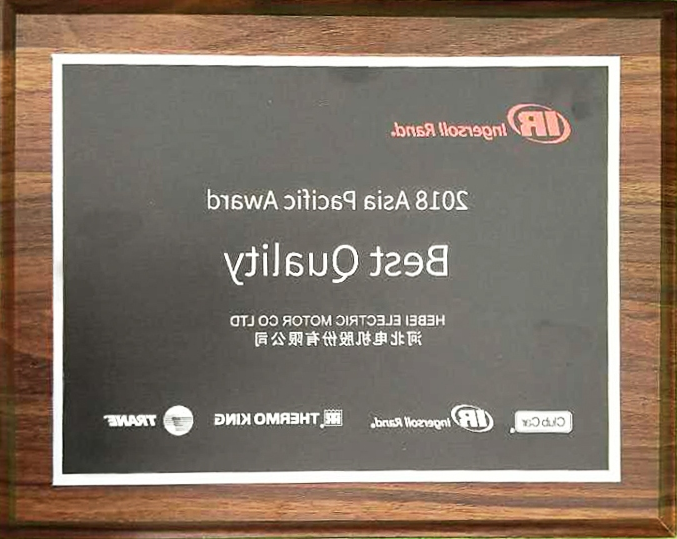 IR Ingersoll Rand.
2018 Asia Pacific Award
Best Quality
HEBEI ELECTRIC MOTOR CO LTD
河北电机股份有限公司
Club Car IR Ingersoll Rand. THERMO KING TRANE